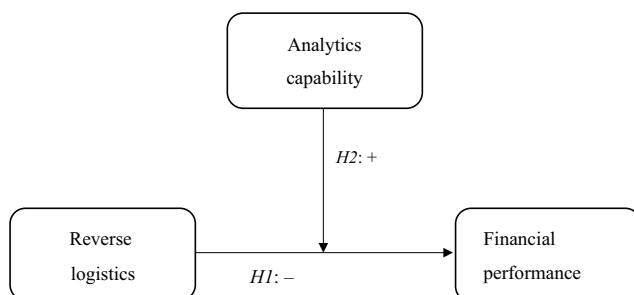 Analytics
capability
H2: +
Reverse
logistics
H1: –
Financial
performance